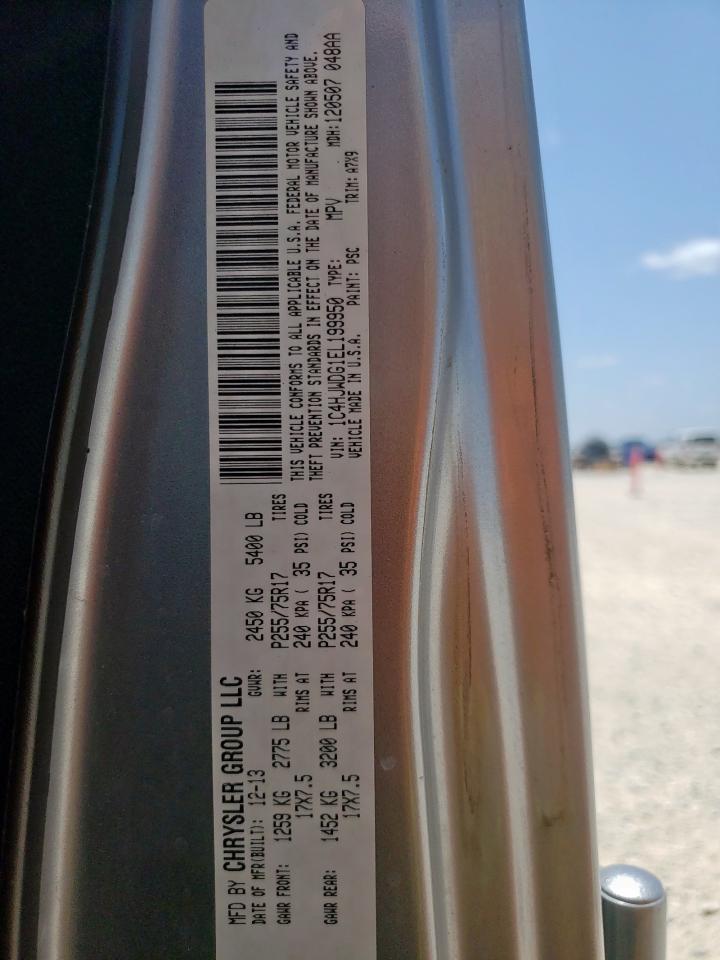 MFD BY CHRYSLER GROUP LLC
DATE OF MFR(BUILT): 12-13 GVWR: 2450 KG 5400 LB
GAWR FRONT: 1259 KG 2775 LB WITH P255/75R17 TIRES
17X7.5 RIMS AT 240 KPA ( 35 PSI) COLD
GAWR REAR: 1452 KG 3200 LB WITH P255/75R17 TIRES
17X7.5 RIMS AT 240 KPA ( 35 PSI) COLD
THIS VEHICLE CONFORMS TO ALL APPLICABLE U.S.A. FEDERAL MOTOR VEHICLE SAFETY AND
THEFT PREVENTION STANDARDS IN EFFECT ON THE DATE OF MANUFACTURE SHOWN ABOVE.
VIN: 1C4HJWDG1EL199950 TYPE: MPV MDH: 120507 048AA
VEHICLE MADE IN U.S.A. PAINT: PSC TRIM: A7X9